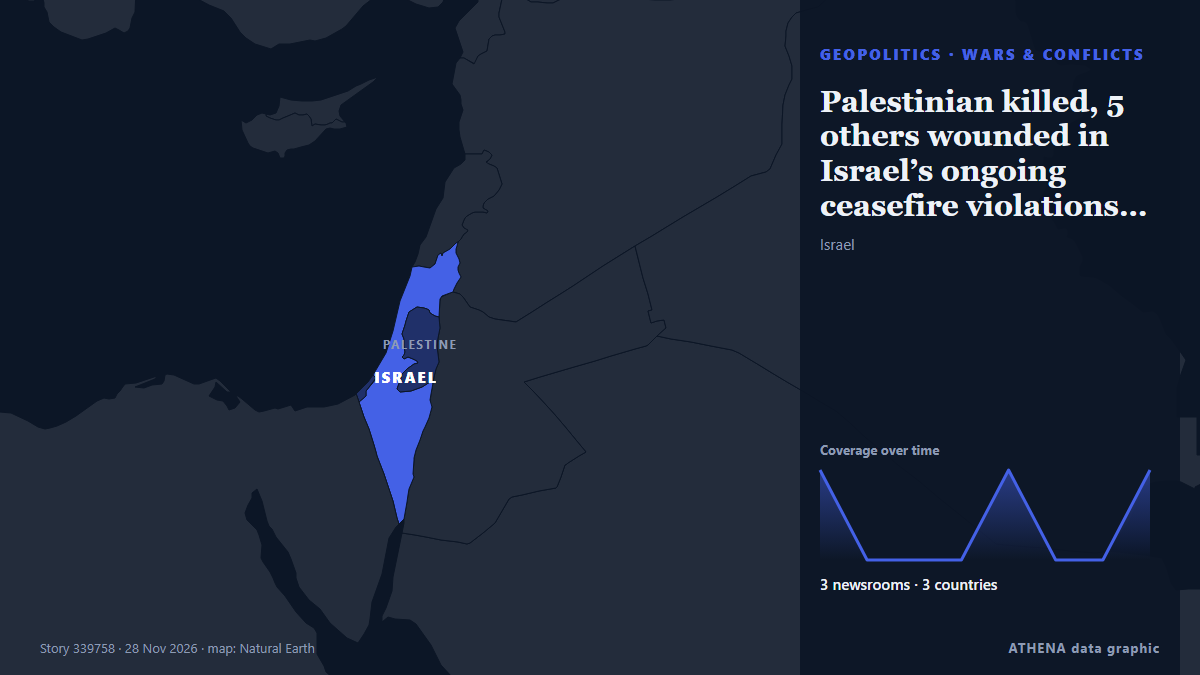 GEOPOLITICS · WARS & CONFLICTS
Palestinian killed, 5
others wounded in
Israel’s ongoing
ceasefire violations...
Israel
PALESTINE
ISRAEL
Coverage over time
3 newsrooms · 3 countries
Story 339758 · 28 Nov 2026 · map: Natural Earth
ATHENA data graphic